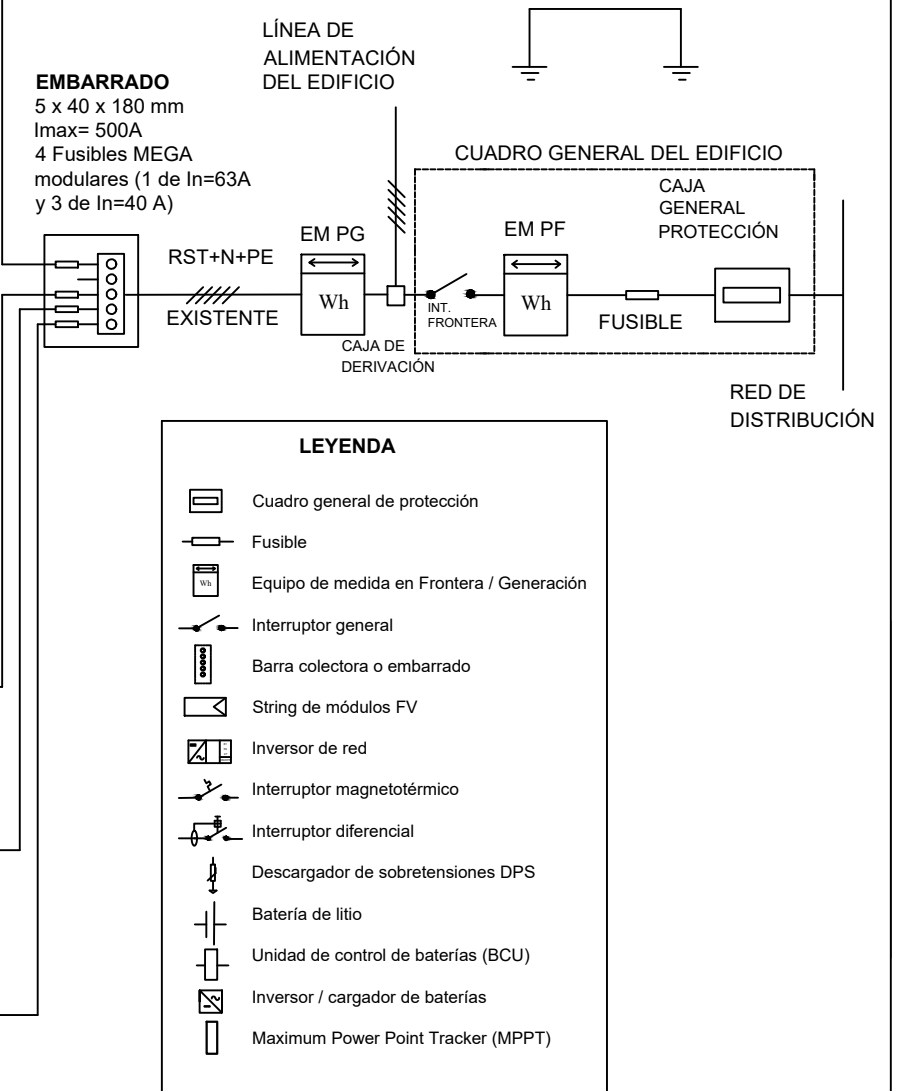 LÍNEA DE
ALIMENTACIÓN
DEL EDIFICIO
EMBARRADO
5 x 40 x 180 mm
Imax= 500A
4 Fusibles MEGA
modulares (1 de In=63A
y 3 de In=40 A)
CUADRO GENERAL DEL EDIFICIO
CAJA
GENERAL
PROTECCIÓN
RST+N+PE
EXISTENTE
EM PG
Wh
CAJA DE
DERIVACIÓN
INT.
FRONTERA
EM PF
Wh
FUSIBLE
RED DE
DISTRIBUCIÓN
LEYENDA
Cuadro general de protección
Fusible
Wh
Equipo de medida en Frontera / Generación
Interruptor general
Barra colectora o embarrado
String de módulos FV
Inversor de red
Interruptor magnetotérmico
Interruptor diferencial
Descargador de sobretensiones DPS
Batería de litio
Unidad de control de baterías (BCU)
Inversor / cargador de baterías
Maximum Power Point Tracker (MPPT)